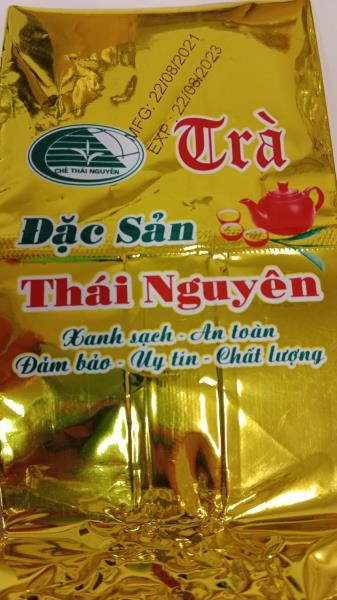 MFG: 22/08/2021
EXP: 22/08/2023
CHÈ THÁI NGUYÊN
Trà
Đặc Sản
Thái Nguyên
Xanh sạch - An toàn
Đảm bảo - Uy tín - Chất lượng